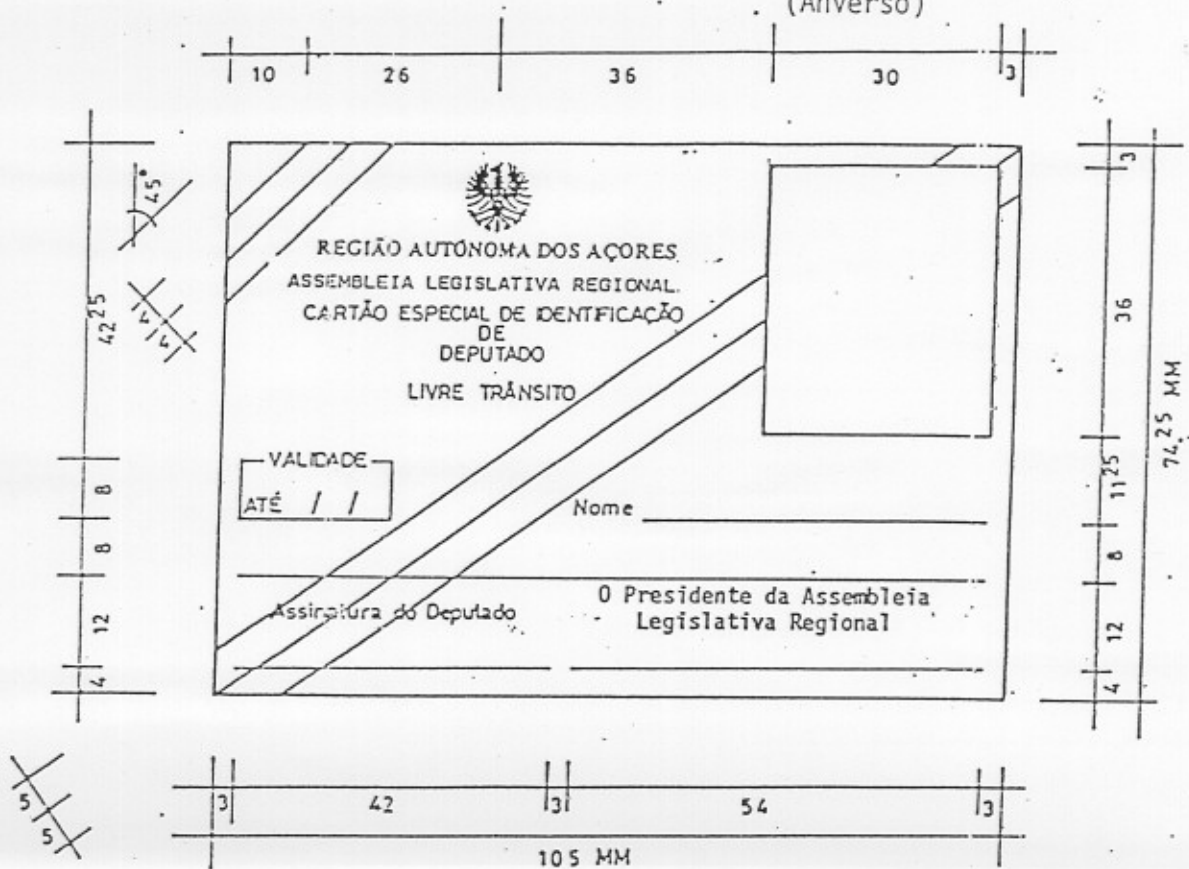 (Anverso)
10 26 36 30 3
45°
4 4
42,25
8
8
12
4
REGIÃO AUTÓNOMA DOS AÇORES
ASSEMBLEIA LEGISLATIVA REGIONAL.
CARTÃO ESPECIAL DE IDENTIFICAÇÃO
DE
DEPUTADO
LIVRE TRÂNSITO
VALIDADE
ATÉ / /
Nome
Assinatura do Deputado
O Presidente da Assembleia
Legislativa Regional
3
36
11,25
8
12
4
74,25 MM
5
5
3 42 3 54 3
105 MM